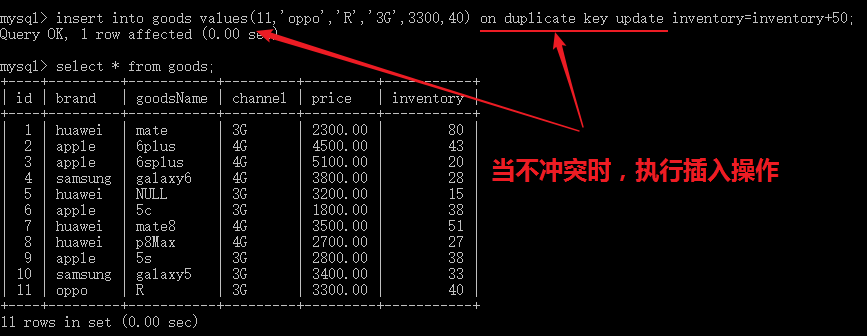 mysql> insert into goods values(11,'oppo','R','3G',3300,40) on duplicate key update inventory=inventory+50;
Query OK, 1 row affected (0.00 sec)
mysql> select * from goods;
+----+---------+-----------+---------+---------+-----------+
| id | brand | goodsName | channel | price | inventory |
+----+---------+-----------+---------+---------+-----------+
| 1 | huawei | mate | 3G | 2300.00 | 80 |
| 2 | apple | 6plus | 4G | 4500.00 | 43 |
| 3 | apple | 6splus | 4G | 5100.00 | 20 |
| 4 | samsung | galaxy6 | 4G | 3800.00 | 28 |
| 5 | huawei | NULL | 3G | 3200.00 | 15 |
| 6 | apple | 5c | 3G | 1800.00 | 38 |
| 7 | huawei | mate8 | 4G | 3500.00 | 51 |
| 8 | huawei | p8Max | 4G | 2700.00 | 27 |
| 9 | apple | 5s | 3G | 2800.00 | 38 |
| 10 | samsung | galaxy5 | 3G | 3400.00 | 33 |
| 11 | oppo | R | 3G | 3300.00 | 40 |
+----+---------+-----------+---------+---------+-----------+
11 rows in set (0.00 sec)
当不冲突时，执行插入操作